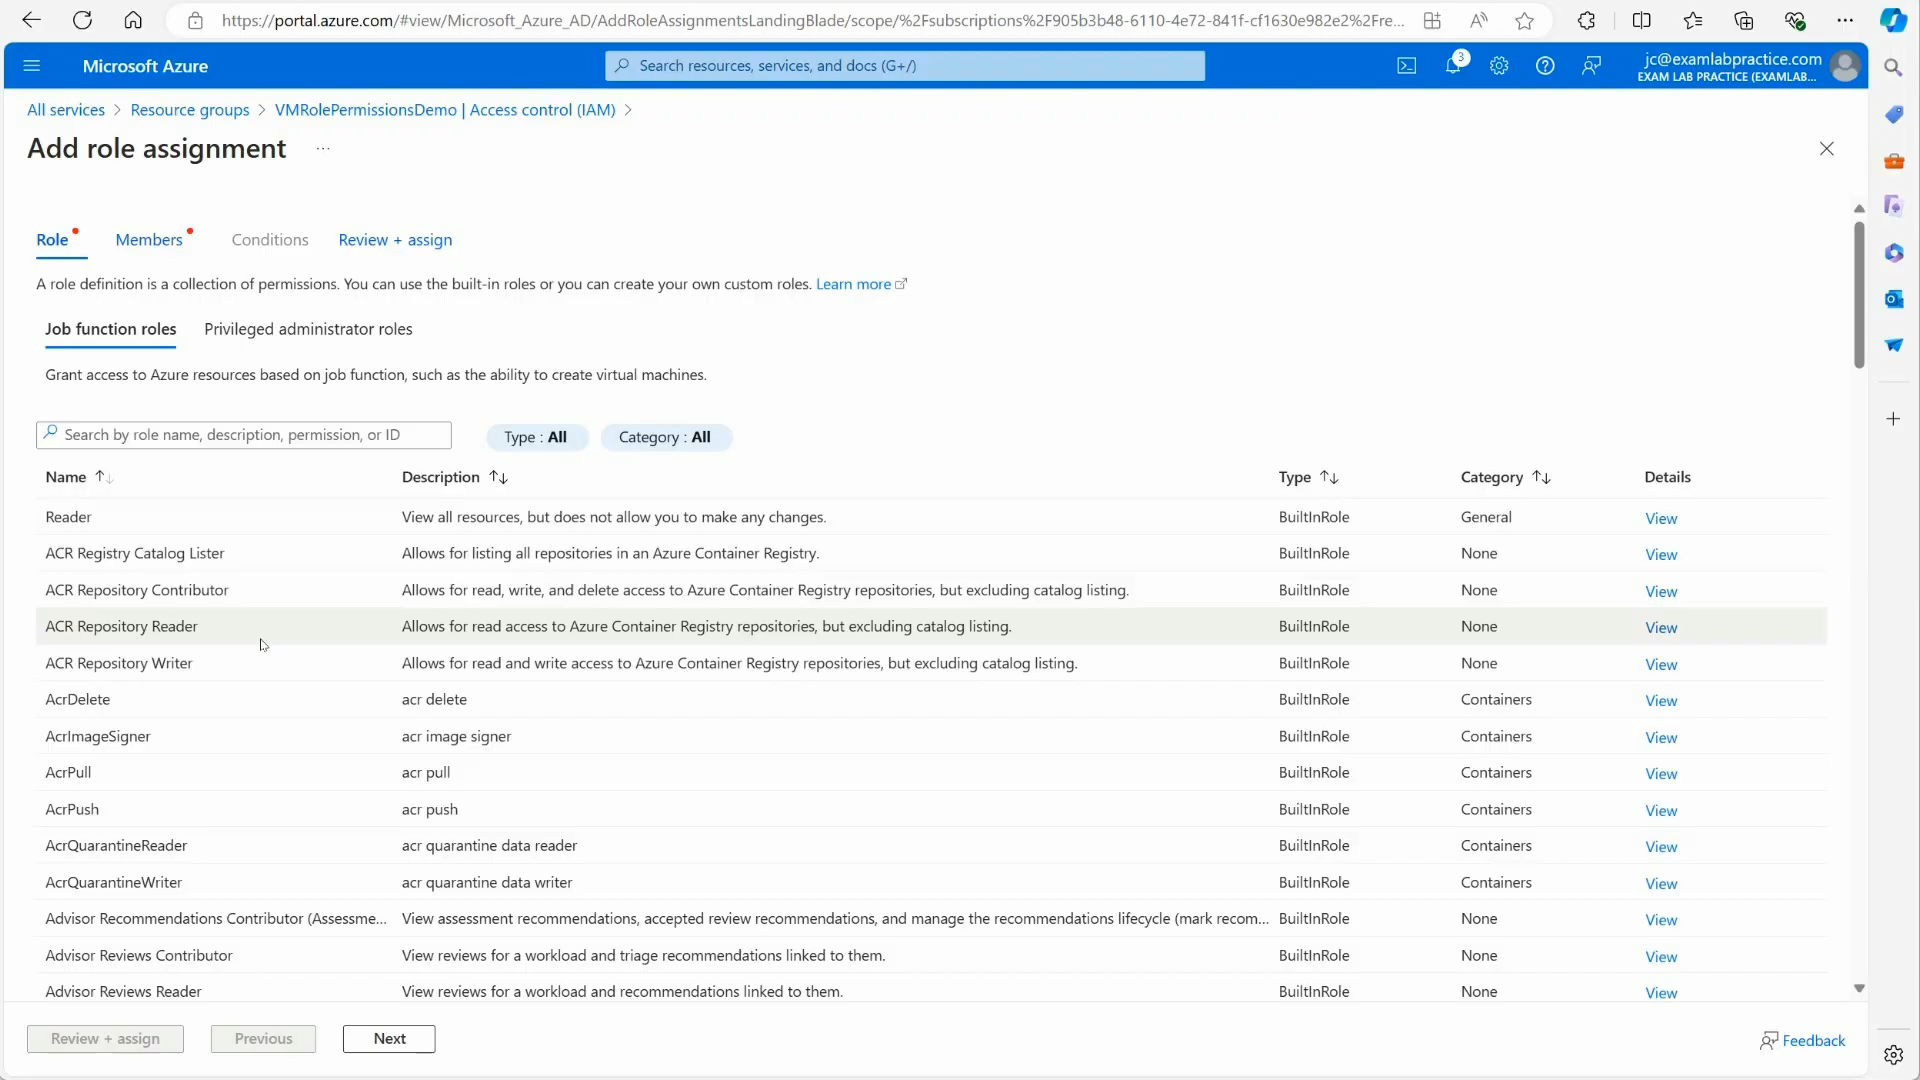 https://portal.azure.com/#view/Microsoft_Azure_AD/AddRoleAssignmentsLandingBlade/scope/%2Fsubscriptions%2F905b3b48-6110-4e72-841f-cf1630e982e2%2Fre...
Microsoft Azure
Search resources, services, and docs (G+/)
3
jc@examlabpractice.com
EXAM LAB PRACTICE (EXAMLAB...
All services > Resource groups > VMRolePermissionsDemo | Access control (IAM) >
Add role assignment ...
Role Members Conditions Review + assign
A role definition is a collection of permissions. You can use the built-in roles or you can create your own custom roles. Learn more
Job function roles Privileged administrator roles
Grant access to Azure resources based on job function, such as the ability to create virtual machines.
Search by role name, description, permission, or ID Type : All Category : All
Name Description Type Category Details
Reader View all resources, but does not allow you to make any changes. BuiltInRole General View
ACR Registry Catalog Lister Allows for listing all repositories in an Azure Container Registry. BuiltInRole None View
ACR Repository Contributor Allows for read, write, and delete access to Azure Container Registry repositories, but excluding catalog listing. BuiltInRole None View
ACR Repository Reader Allows for read access to Azure Container Registry repositories, but excluding catalog listing. BuiltInRole None View
ACR Repository Writer Allows for read and write access to Azure Container Registry repositories, but excluding catalog listing. BuiltInRole None View
AcrDelete acr delete BuiltInRole Containers View
AcrImageSigner acr image signer BuiltInRole Containers View
AcrPull acr pull BuiltInRole Containers View
AcrPush acr push BuiltInRole Containers View
AcrQuarantineReader acr quarantine data reader BuiltInRole Containers View
AcrQuarantineWriter acr quarantine data writer BuiltInRole Containers View
Advisor Recommendations Contributor (Assessme... View assessment recommendations, accepted review recommendations, and manage the recommendations lifecycle (mark recom... BuiltInRole None View
Advisor Reviews Contributor View reviews for a workload and triage recommendations linked to them. BuiltInRole None View
Advisor Reviews Reader View reviews for a workload and recommendations linked to them. BuiltInRole None View
Review + assign Previous Next Feedback